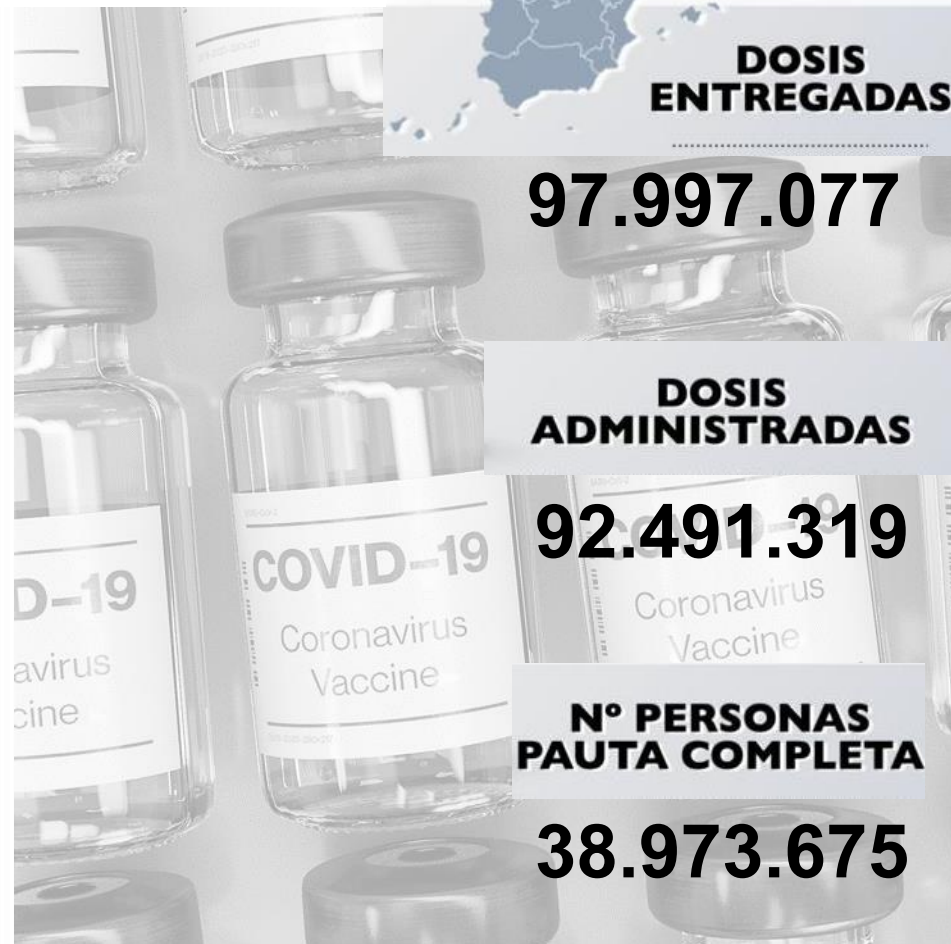 DOSIS
ENTREGADAS
97.997.077
DOSIS
ADMINISTRADAS
92.491.319
COVID-19
Coronavirus
Vaccine
D-19
avirus
cine
COVID-19
Coronavirus
Vaccine
Nº PERSONAS
PAUTA COMPLETA
38.973.675